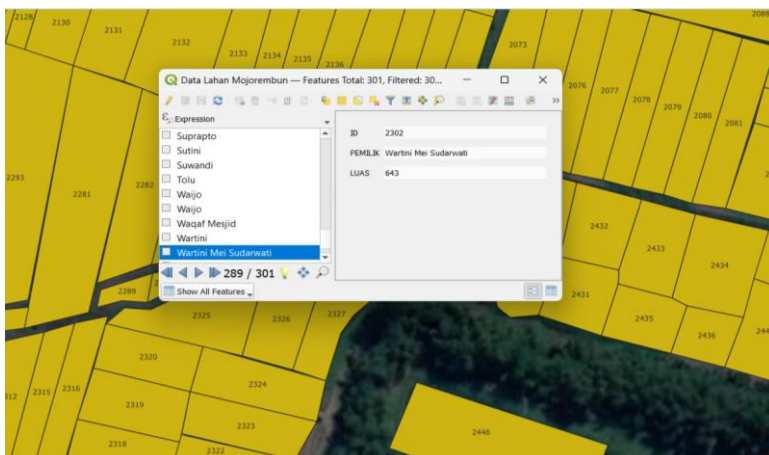 2128
2130
2131
2132
2133
2134
2135
2136
2073
2088
2076
2077
2078
2079
2080
2081
Data Lahan Mojorembun — Features Total: 301, Filtered: 30...
Expression
Suprapto
Sutini
Suwandi
Tolu
Waijo
Waijo
Waqaf Mesjid
Wartini
Wartini Mei Sudarwati
ID 2302
PEMILIK Wartini Mei Sudarwati
LUAS 643
289 / 301
Show All Features
2293
2281
2282
2289
2432
2433
2434
2431
2435
2436
2325
2326
2327
2320
2324
2315
2316
2319
2323
2318
2322
2446